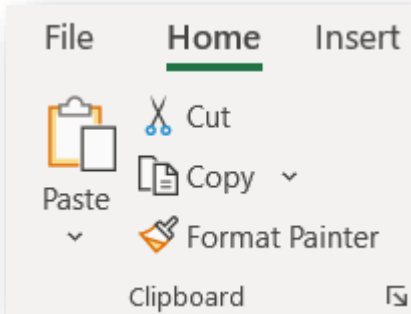 File Home Insert
Cut
Copy
Paste
Format Painter
Clipboard